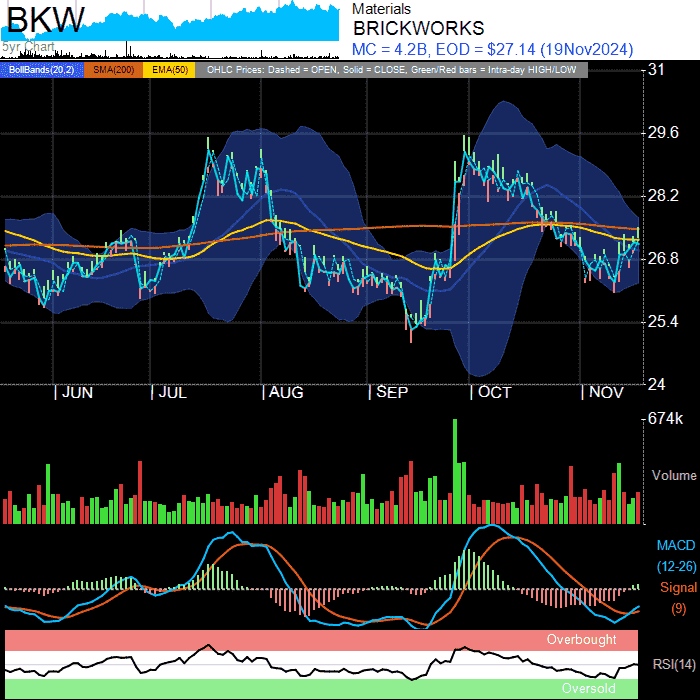 BKW
5yr Chart
Materials
BRICKWORKS
MC = 4.2B, EOD = $27.14 (19Nov2024)
BollBands(20,2) SMA(200) EMA(50) OHLC Prices: Dashed = OPEN, Solid = CLOSE, Green/Red bars = Intra-day HIGH/LOW
31
29.6
28.2
26.8
25.4
24
| JUN | JUL | AUG | SEP | OCT | NOV
674k
Volume
MACD
(12-26)
Signal
(9)
Overbought
RSI(14)
Oversold